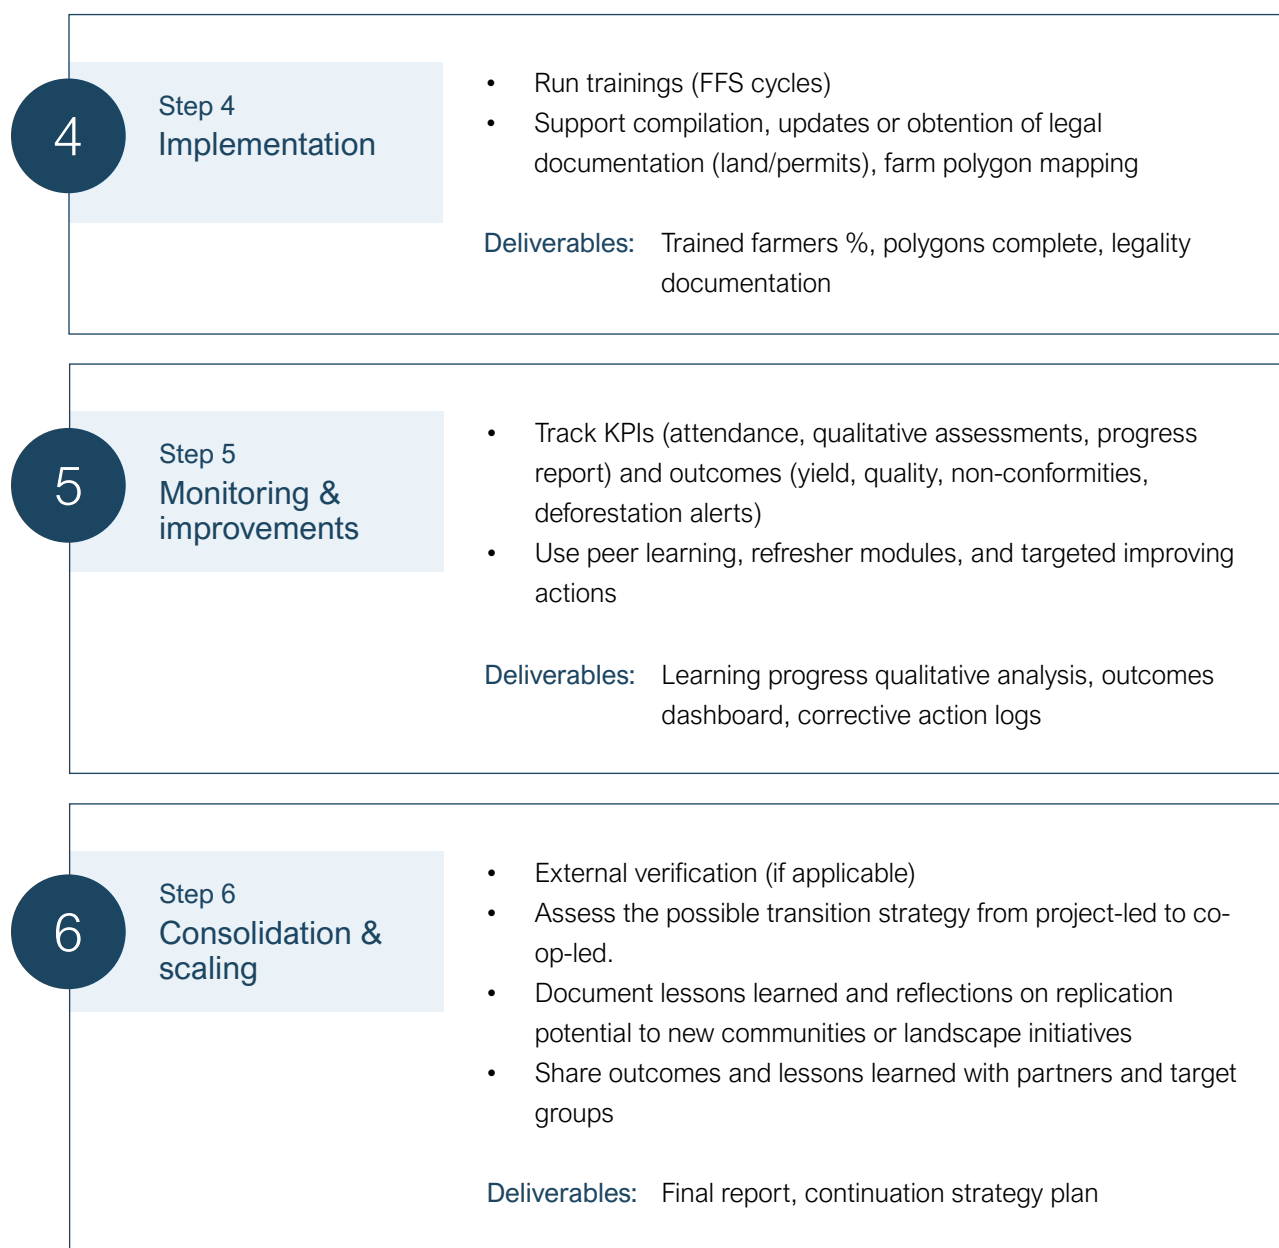 4
Step 4
Implementation
• Run trainings (FFS cycles)
• Support compilation, updates or obtention of legal
documentation (land/permits), farm polygon mapping
Deliverables: Trained farmers %, polygons complete, legality
documentation
5
Step 5
Monitoring &
improvements
• Track KPIs (attendance, qualitative assessments, progress
report) and outcomes (yield, quality, non-conformities,
deforestation alerts)
• Use peer learning, refresher modules, and targeted improving
actions
Deliverables: Learning progress qualitative analysis, outcomes
dashboard, corrective action logs
6
Step 6
Consolidation &
scaling
• External verification (if applicable)
• Assess the possible transition strategy from project-led to co-
op-led.
• Document lessons learned and reflections on replication
potential to new communities or landscape initiatives
• Share outcomes and lessons learned with partners and target
groups
Deliverables: Final report, continuation strategy plan